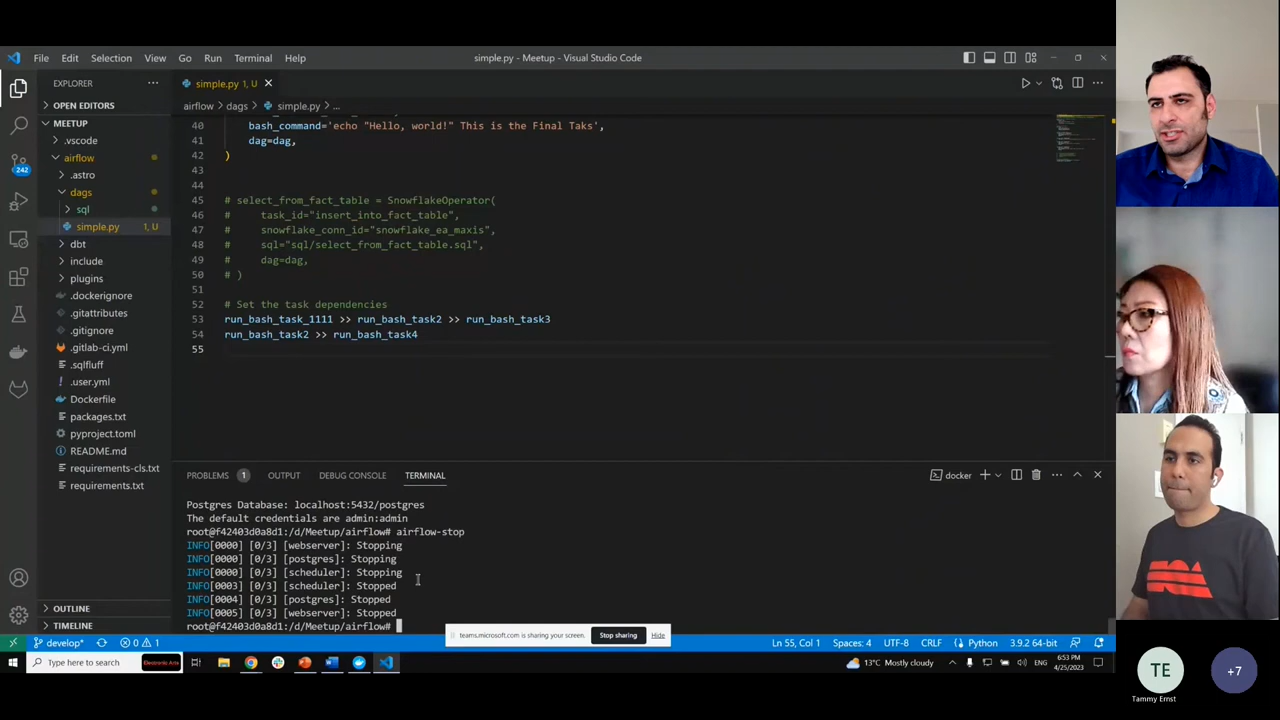 File Edit Selection View Go Run Terminal Help
simple.py - Meetup - Visual Studio Code
EXPLORER
simple.py 1, U
OPEN EDITORS
airflow > dags > simple.py > ...
MEETUP
.vscode
airflow
.astro
dags
sql
simple.py 1, U
dbt
include
plugins
.dockerignore
.gitattributes
.gitignore
.gitlab-ci.yml
.sqlfluff
.user.yml
Dockerfile
packages.txt
pyproject.toml
README.md
requirements-cls.txt
requirements.txt
OUTLINE
TIMELINE
242
40 bash_command='echo "Hello, world!" This is the Final Taks',
41 dag=dag,
42 )
43
44
45 # select_from_fact_table = SnowflakeOperator(
46 # task_id="insert_into_fact_table",
47 # snowflake_conn_id="snowflake_ea_maxis",
48 # sql="sql/select_from_fact_table.sql",
49 # dag=dag,
50 # )
51
52 # Set the task dependencies
53 run_bash_task_1111 >> run_bash_task2 >> run_bash_task3
54 run_bash_task2 >> run_bash_task4
55
PROBLEMS 1 OUTPUT DEBUG CONSOLE TERMINAL
docker
Postgres Database: localhost:5432/postgres
The default credentials are admin:admin
root@f42403d0a8d1:/d/Meetup/airflow# airflow-stop
INFO[0000] [0/3] [webserver]: Stopping
INFO[0000] [0/3] [postgres]: Stopping
INFO[0000] [0/3] [scheduler]: Stopping
INFO[0003] [0/3] [scheduler]: Stopped
INFO[0004] [0/3] [postgres]: Stopped
INFO[0005] [0/3] [webserver]: Stopped
root@f42403d0a8d1:/d/Meetup/airflow#
teams.microsoft.com is sharing your screen. Stop sharing Hide
develop* 0 1
Ln 55, Col 1 Spaces: 4 UTF-8 CRLF Python 3.9.2 64-bit
Type here to search
Electronic Arts
13°C Mostly cloudy
ENG
6:53 PM
4/25/2023
TE
Tammy Ernst
+7